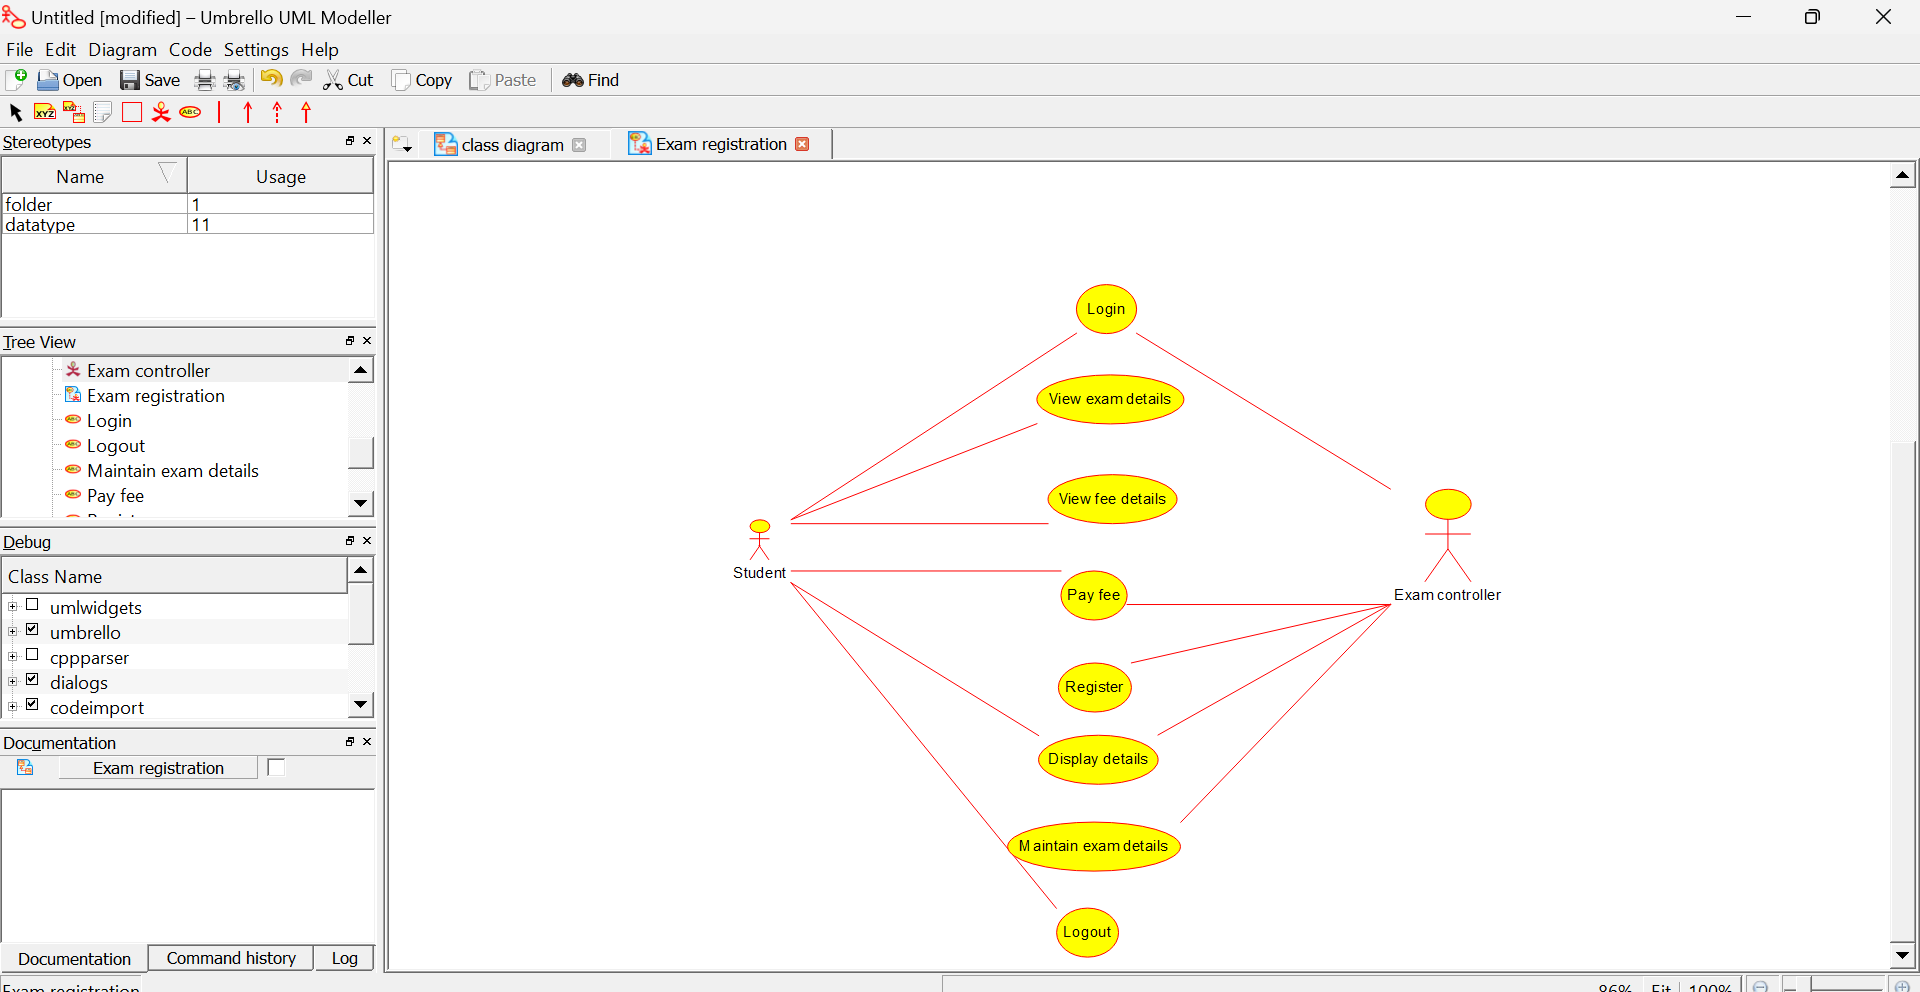 Untitled [modified] – Umbrello UML Modeller
File Edit Diagram Code Settings Help
Open Save Cut Copy Paste Find
XYZ XYZ ABC
Stereotypes
Name Usage
folder 1
datatype 11
Tree View
Exam controller
Exam registration
Login
Logout
Maintain exam details
Pay fee
Debug
Class Name
umlwidgets
umbrello
cppparser
dialogs
codeimport
Documentation
Exam registration
Documentation Command history Log
Exam registration
class diagram Exam registration
Login
View exam details
View fee details
Student
Pay fee
Exam controller
Register
Display details
Maintain exam details
Logout
86% Fit 100%